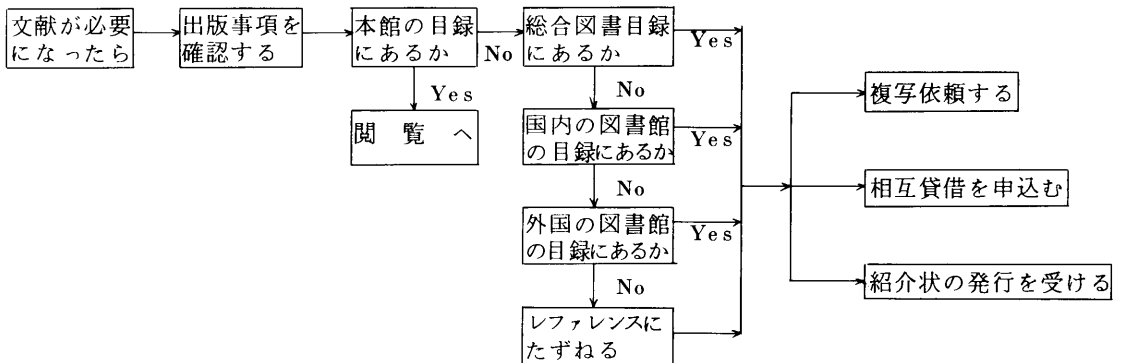 文献が必要
になったら
出版事項を
確認する
本館の目録
にあるか
No
Yes
閲覧へ
総合図書目録
にあるか
Yes
No
国内の図書館
の目録にあるか
Yes
No
外国の図書館
の目録にあるか
Yes
No
レファレンスに
たずねる
複写依頼する
相互貸借を申込む
紹介状の発行を受ける